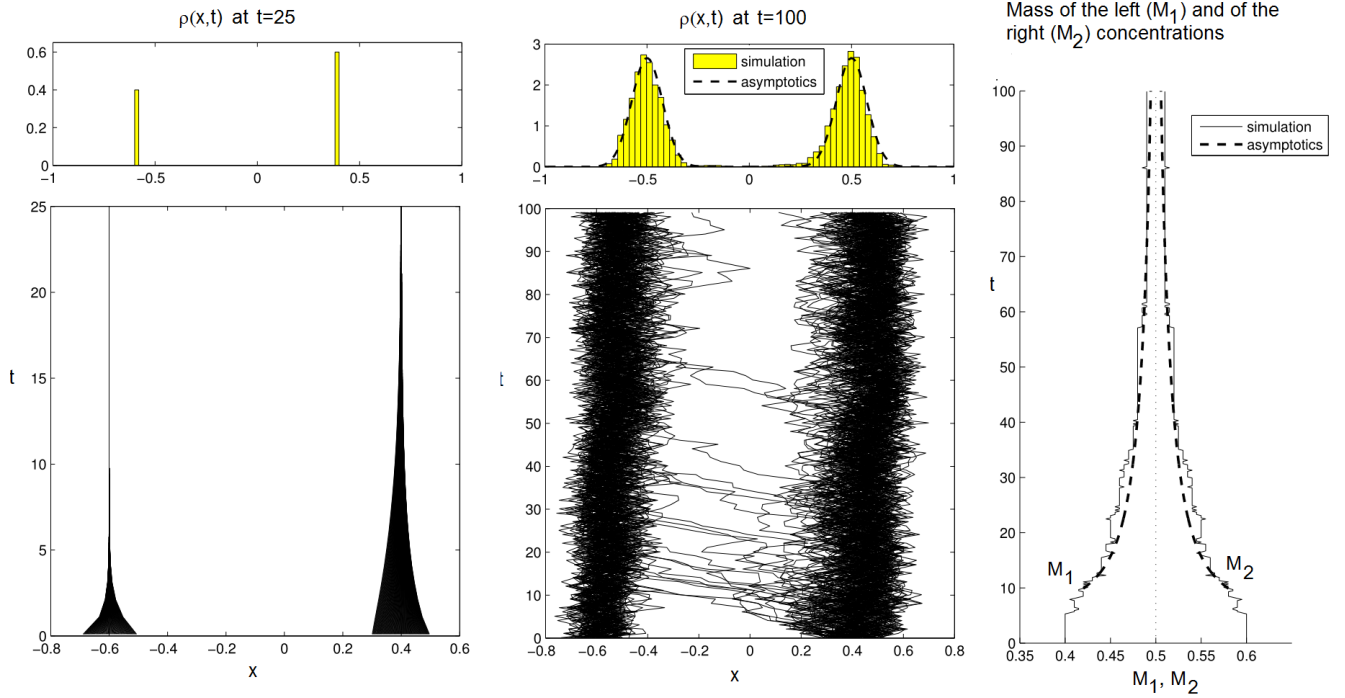 ρ(x,t) at t=25
0.6
0.4
0.2
0
−1 −0.5 0 0.5 1
25
20
15
t
10
5
0
−0.8 −0.6 −0.4 −0.2 0 0.2 0.4 0.6
x
ρ(x,t) at t=100
3
2
1
0
simulation
asymptotics
−1 −0.5 0 0.5 1
100
90
80
70
60
t
50
40
30
20
10
0
−0.8 −0.6 −0.4 −0.2 0 0.2 0.4 0.6 0.8
x
Mass of the left (M1) and of the
right (M2) concentrations
100
90
80
70
t
60
50
40
30
20
10
0
simulation
asymptotics
M1
M2
0.35 0.4 0.45 0.5 0.55 0.6
M1, M2